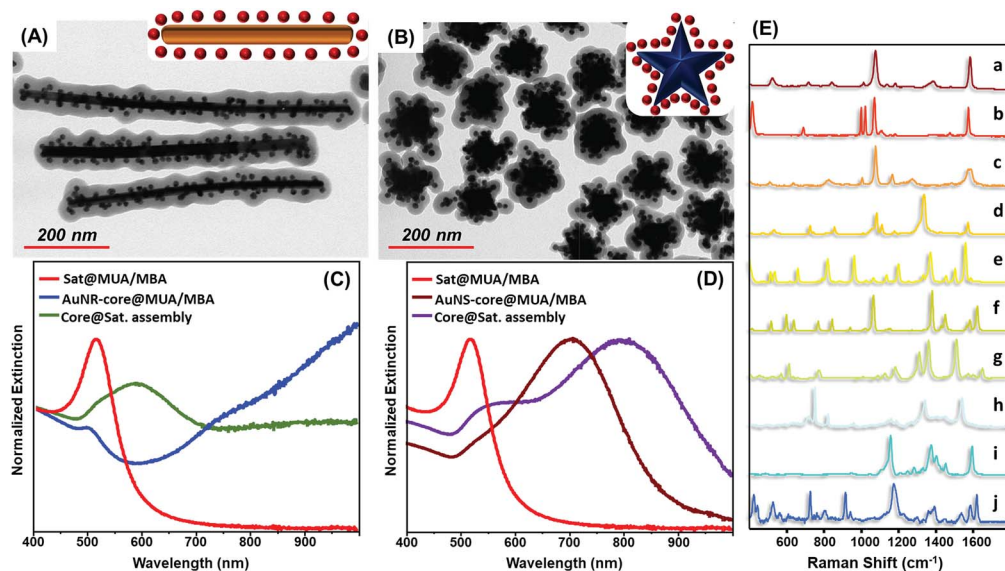 (A)
200 nm
(B)
200 nm
(C)
Sat@MUA/MBA
AuNR-core@MUA/MBA
Core@Sat. assembly
Normalized Extinction
400 500 600 700 800 900
Wavelength (nm)
(D)
Sat@MUA/MBA
AuNS-core@MUA/MBA
Core@Sat. assembly
Normalized Extinction
400 500 600 700 800 900
Wavelength (nm)
(E)
a
b
c
d
e
f
g
h
i
j
600 800 1000 1200 1400 1600
Raman Shift (cm⁻¹)